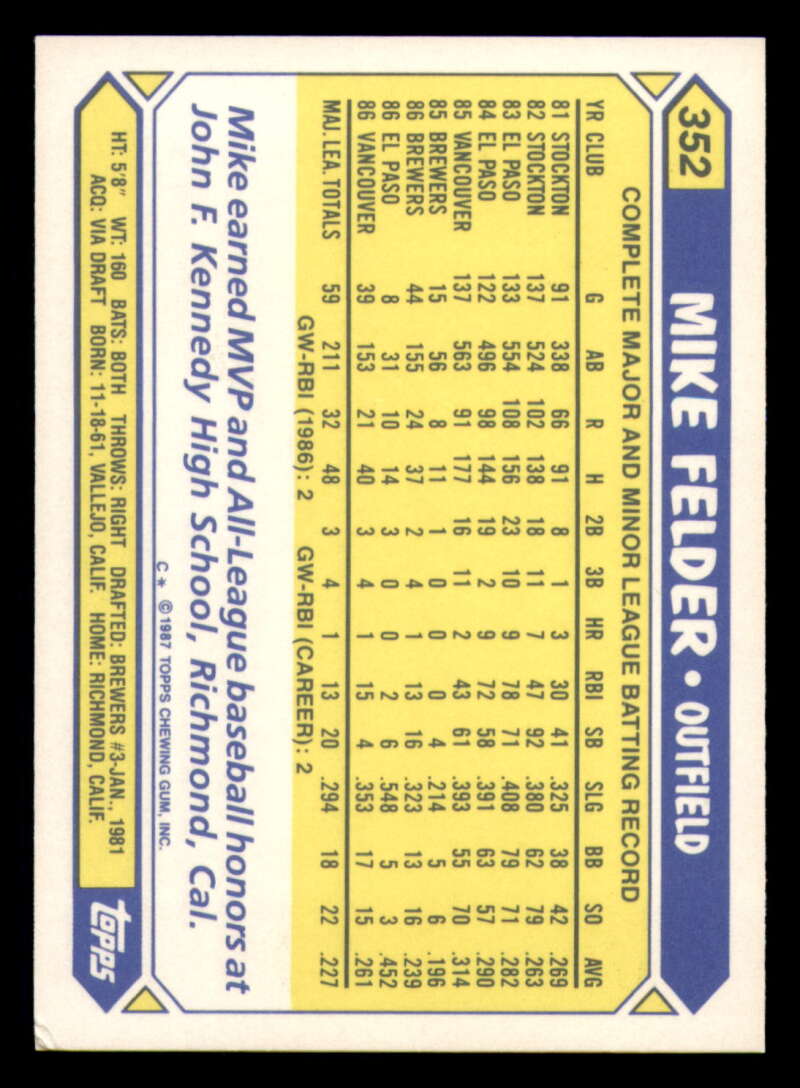 352
MIKE FELDER • OUTFIELD
COMPLETE MAJOR AND MINOR LEAGUE BATTING RECORD
YR CLUB G AB R H 2B 3B HR RBI SB SLG BB SO AVG
81 STOCKTON 91 338 66 91 8 1 3 30 41 .325 38 42 .269
82 STOCKTON 137 524 102 138 18 11 7 47 92 .380 62 79 .263
83 EL PASO 133 554 108 156 23 10 9 78 71 .408 79 71 .282
84 EL PASO 122 496 98 144 19 2 9 72 58 .391 63 57 .290
85 VANCOUVER 137 563 91 177 16 11 2 43 61 .393 55 70 .314
85 BREWERS 15 56 8 11 1 0 0 0 4 .214 5 6 .196
86 BREWERS 44 155 24 37 2 4 1 13 16 .323 13 16 .239
86 EL PASO 8 31 10 14 3 0 0 2 6 .548 5 3 .452
86 VANCOUVER 39 153 21 40 3 4 1 15 4 .353 17 15 .261
MAJ. LEA. TOTALS 59 211 32 48 3 4 1 13 20 .294 18 22 .227
GW-RBI (1986): 2 GW-RBI (CAREER): 2
Mike earned MVP and All-League baseball honors at
John F. Kennedy High School, Richmond, Cal.
C * ©1987 TOPPS CHEWING GUM, INC.
HT: 5'8" WT: 160 BATS: BOTH THROWS: RIGHT DRAFTED: BREWERS #3-JAN., 1981
ACQ: VIA DRAFT BORN: 11-18-61, VALLEJO, CALIF. HOME: RICHMOND, CALIF.
topps